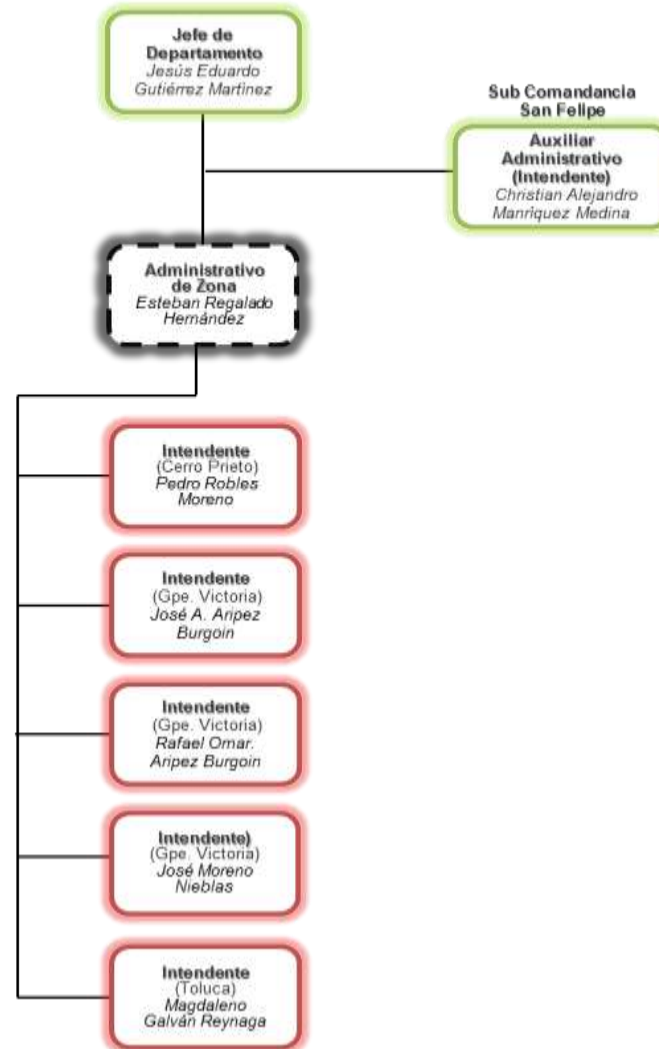 Jefe de
Departamento
Jesús Eduardo
Gutiérrez Martinez
Sub Comandancia
San Felipe
Auxiliar
Administrativo
(Intendente)
Christian Alejandro
Manriquez Medina
Administrativo
de Zona
Esteban Regalado
Hernández
Intendente
(Cerro Prieto)
Pedro Robles
Moreno
Intendente
(Gpe. Victoria)
José A. Aripez
Burgoin
Intendente
(Gpe. Victoria)
Rafael Omar.
Aripez Burgoin
Intendente)
(Gpe. Victoria)
José Moreno
Nieblas
Intendente
(Toluca)
Magdaleno
Galván Reynaga